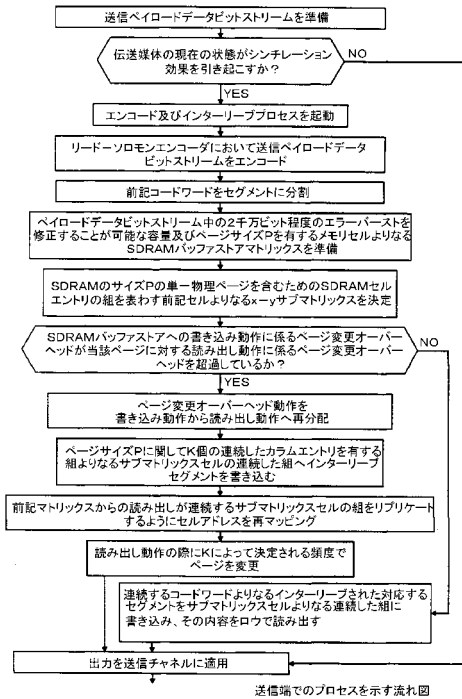 送信ペイロードデータビットストリームを準備
伝送媒体の現在の状態がシンチレーション
効果を引き起こすか？
NO
YES
エンコード及びインターリーブプロセスを起動
リードーソロモンエンコーダにおいて送信ペイロードデータ
ビットストリームをエンコード
前記コードワードをセグメントに分割
ペイロードデータビットストリーム中の2千万ビット程度のエラーバーストを
修正することが可能な容量及びページサイズPを有するメモリセルよりなる
SDRAMバッファストアマトリックスを準備
SDRAMのサイズPの単一物理ページを含むためのSDRAMセル
エントリの組を表わす前記セルよりなるx－yサブマトリックスを決定
SDRAMバッファストアへの書き込み動作に係るページ変更オーバー
ヘッドが当該ページに対する読み出し動作に係るページ変更オーバー
ヘッドを超過しているか？
NO
YES
ページ変更オーバーヘッド動作を
書き込み動作から読み出し動作へ再分配
ページサイズPに関してK個の連続したカラムエントリを有する
組よりなるサブマトリックスセルの連続した組へインターリーブ
セグメントを書き込む
前記マトリックスからの読み出しが連続するサブマトリックスセルの組をリプリケート
するようにセルアドレスを再マッピング
読み出し動作の際にKによって決定される頻度で
ページを変更
連続するコードワードよりなるインターリーブされた対応する
セグメントをサブマトリックスセルよりなる連続した組に
書き込み、その内容をロウで読み出す
出力を送信チャネルに適用
送信端でのプロセスを示す流れ図